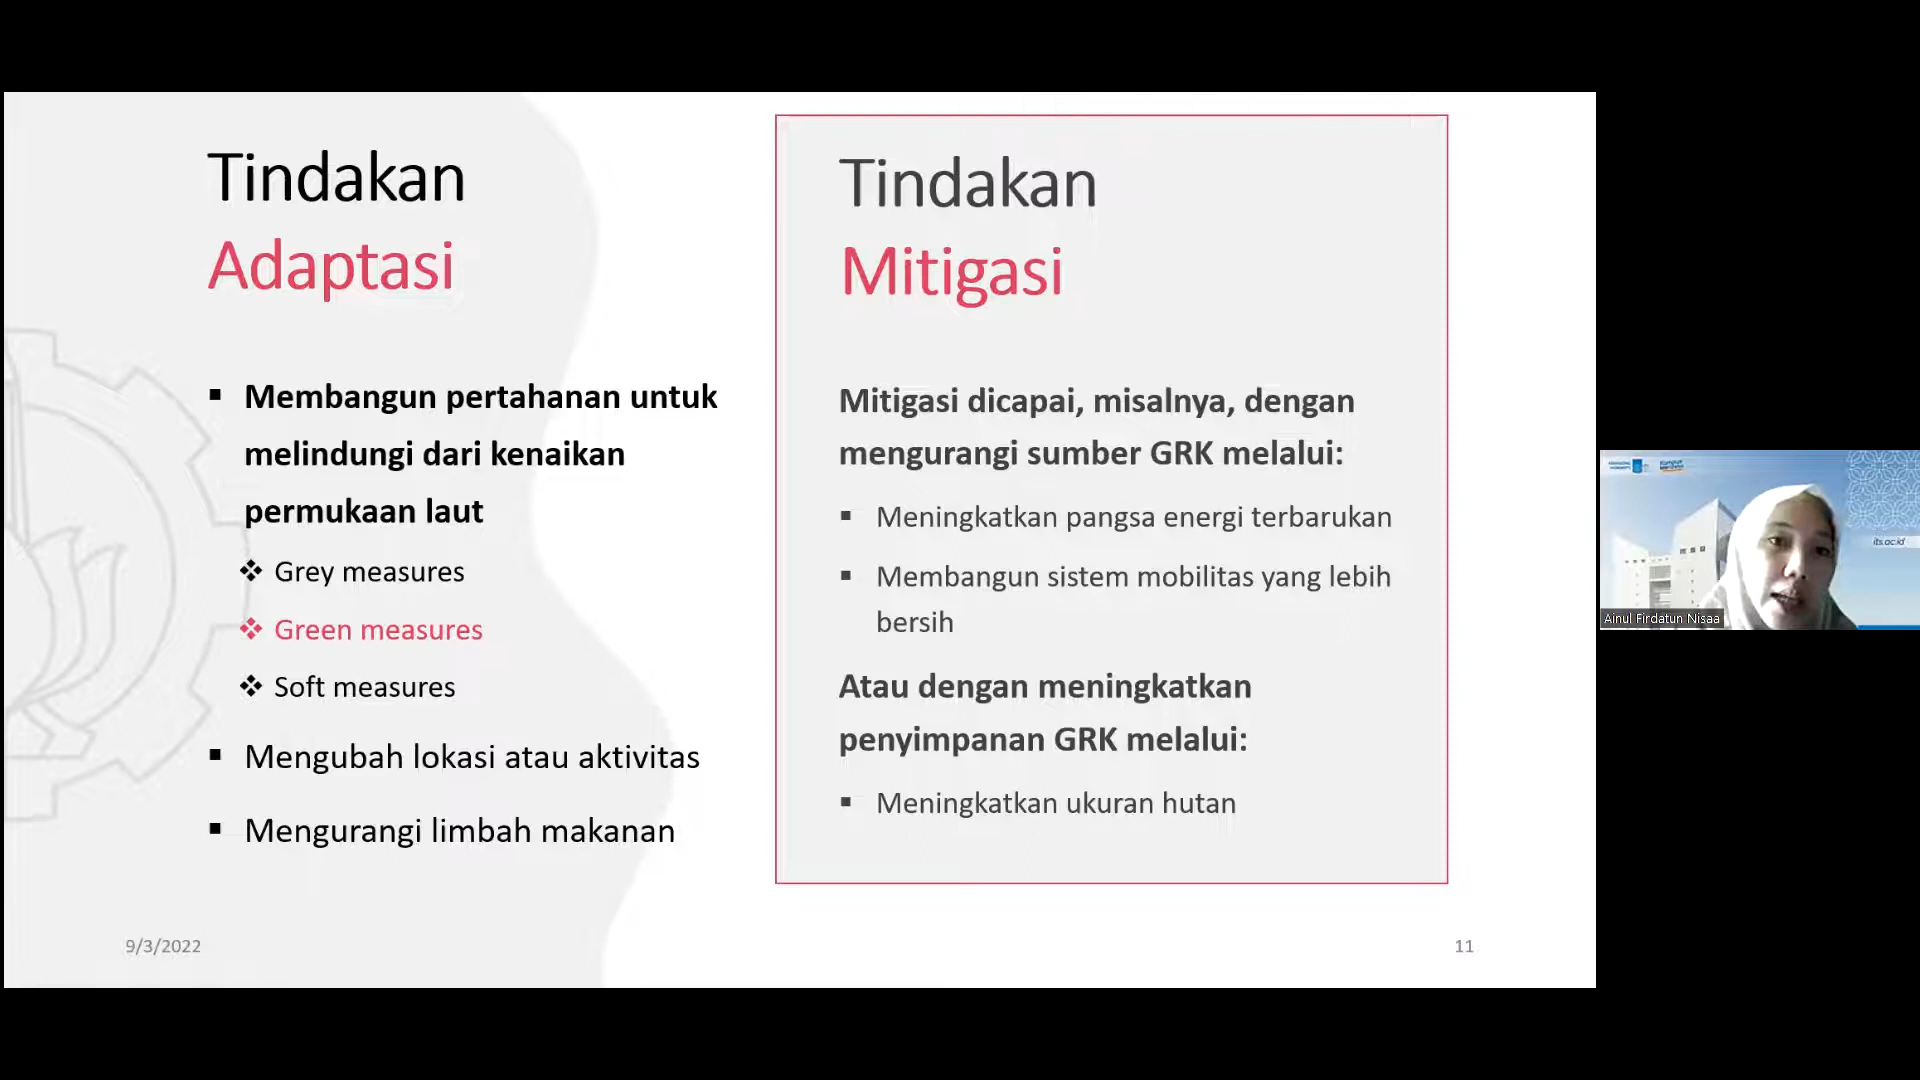 Tindakan
Adaptasi
▪ Membangun pertahanan untuk
melindungi dari kenaikan
permukaan laut
❖ Grey measures
❖ Green measures
❖ Soft measures
▪ Mengubah lokasi atau aktivitas
▪ Mengurangi limbah makanan
Tindakan
Mitigasi
Mitigasi dicapai, misalnya, dengan
mengurangi sumber GRK melalui:
▪ Meningkatkan pangsa energi terbarukan
▪ Membangun sistem mobilitas yang lebih
bersih
Atau dengan meningkatkan
penyimpanan GRK melalui:
▪ Meningkatkan ukuran hutan
9/3/2022
11
its.ac.id
Ainul Firdatun Nisaa